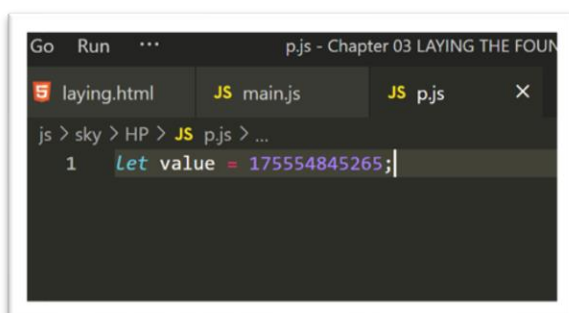 Go Run ··· p.js - Chapter 03 LAYING THE FOUN
5 laying.html JS main.js JS p.js ×
js > sky > HP > JS p.js > ...
1 let value = 175554845265;